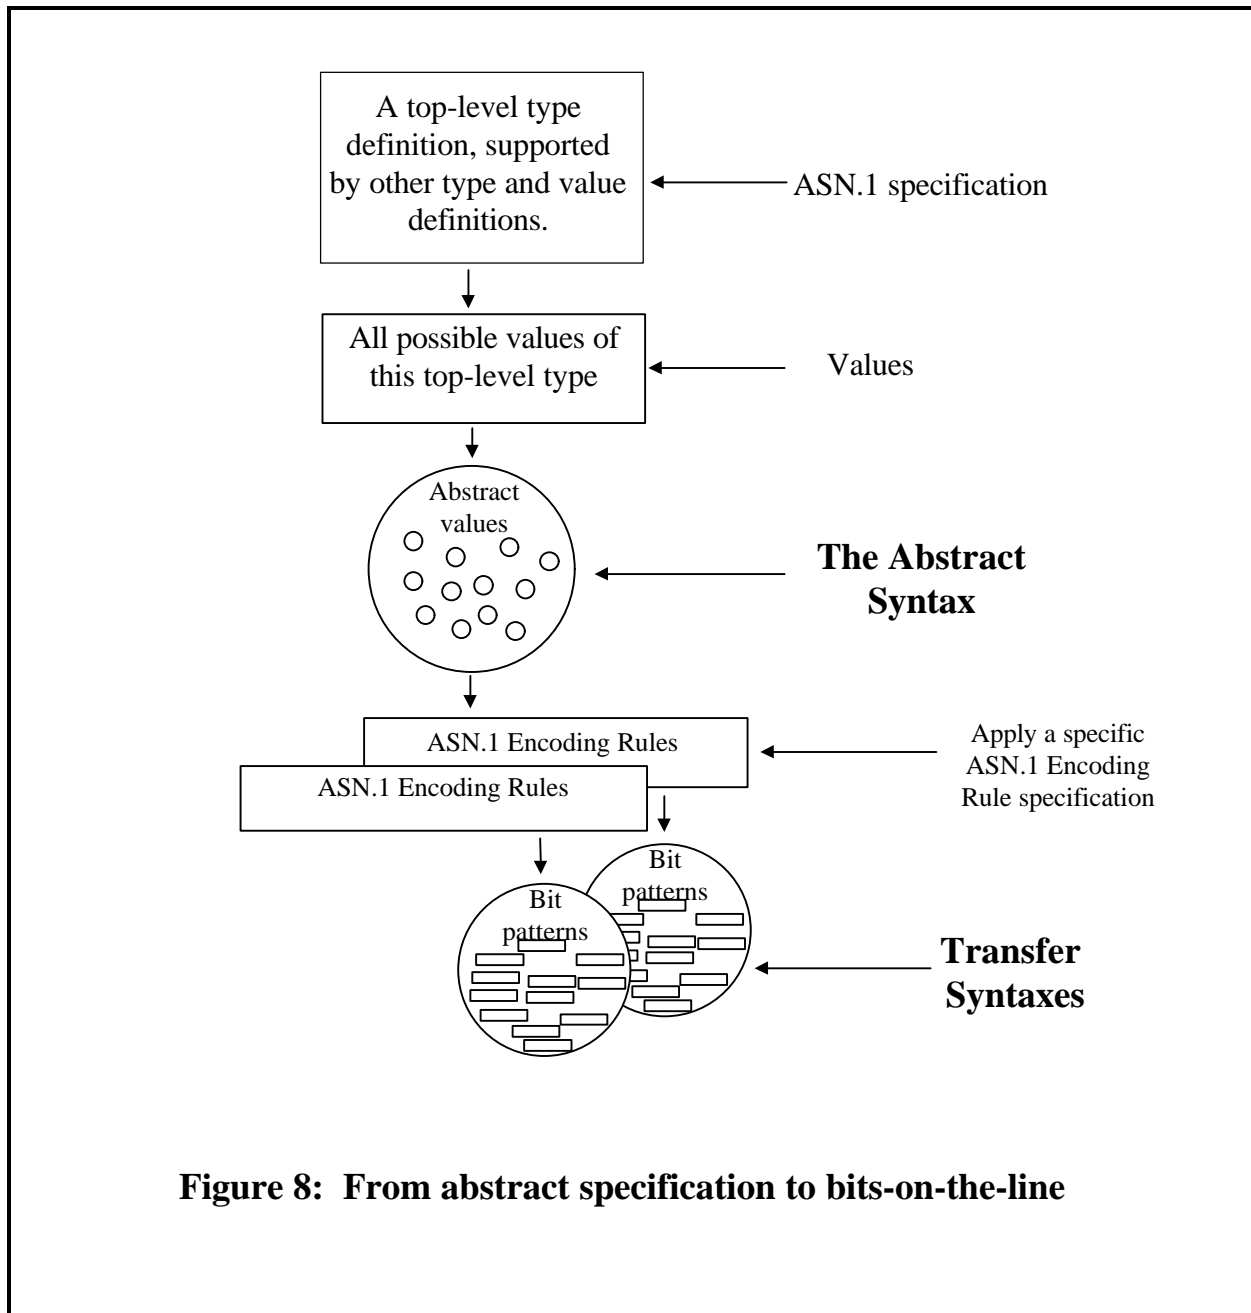 A top-level type
definition, supported
by other type and value
definitions.
ASN.1 specification
All possible values of
this top-level type
Values
Abstract
values
The Abstract
Syntax
ASN.1 Encoding Rules
ASN.1 Encoding Rules
Apply a specific
ASN.1 Encoding
Rule specification
Bit
patterns
Bit
patterns
Transfer
Syntaxes
Figure 8: From abstract specification to bits-on-the-line